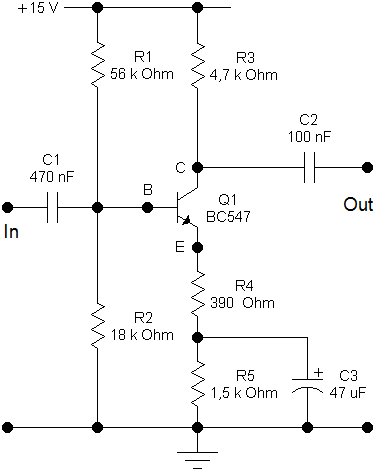 +15 V
R1
56 k Ohm
R3
4,7 k Ohm
C2
100 nF
C1
470 nF
C
B
Q1
BC547
In
Out
E
R4
390 Ohm
R2
18 k Ohm
R5
1,5 k Ohm
+
C3
47 uF